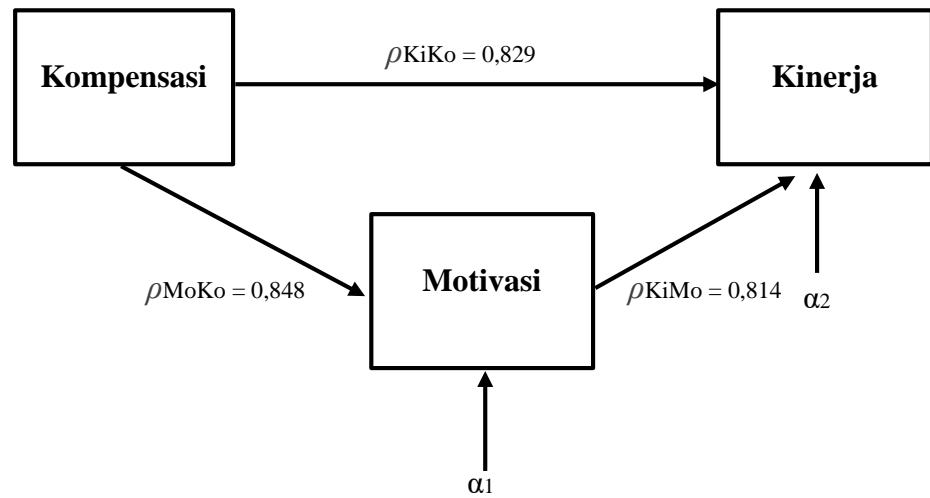 ρKiKo = 0,829
Kompensasi
Kinerja
Motivasi
ρMoKo = 0,848
ρKiMo = 0,814
α2
α1